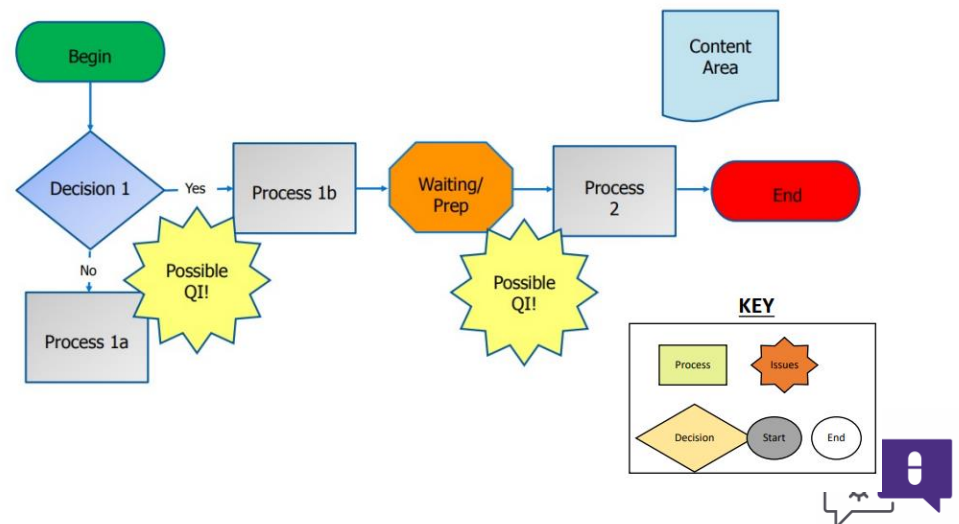 Begin
Content
Area
Decision 1
Yes
Process 1b
Waiting/
Prep
Process
2
End
No
Possible
QI!
Possible
QI!
Process 1a
KEY
Process
Issues
Decision
Start
End